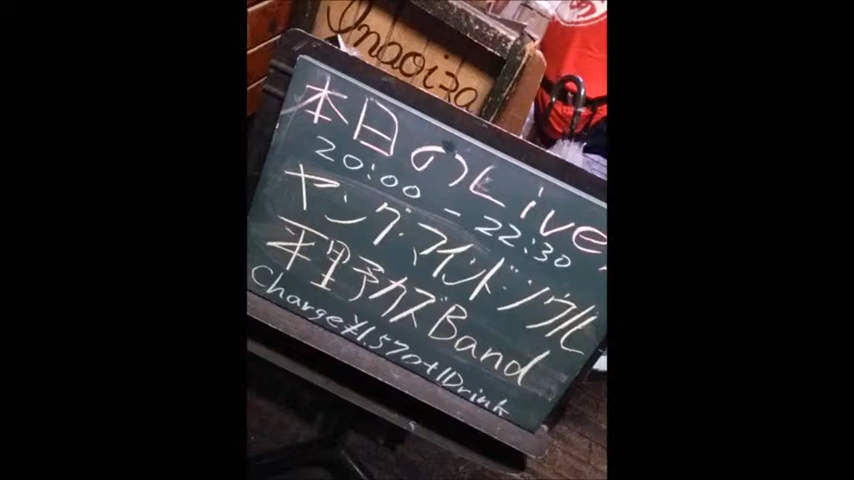 Inaoiza
本日のLive
20:00 - 22:30
ヤング・マインド・ソウル
平野カズBand
Charge ¥1.570+1Drink